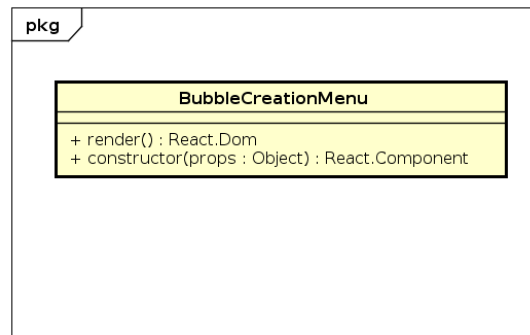 pkg
BubbleCreationMenu
+ render() : React.Dom
+ constructor(props : Object) : React.Component